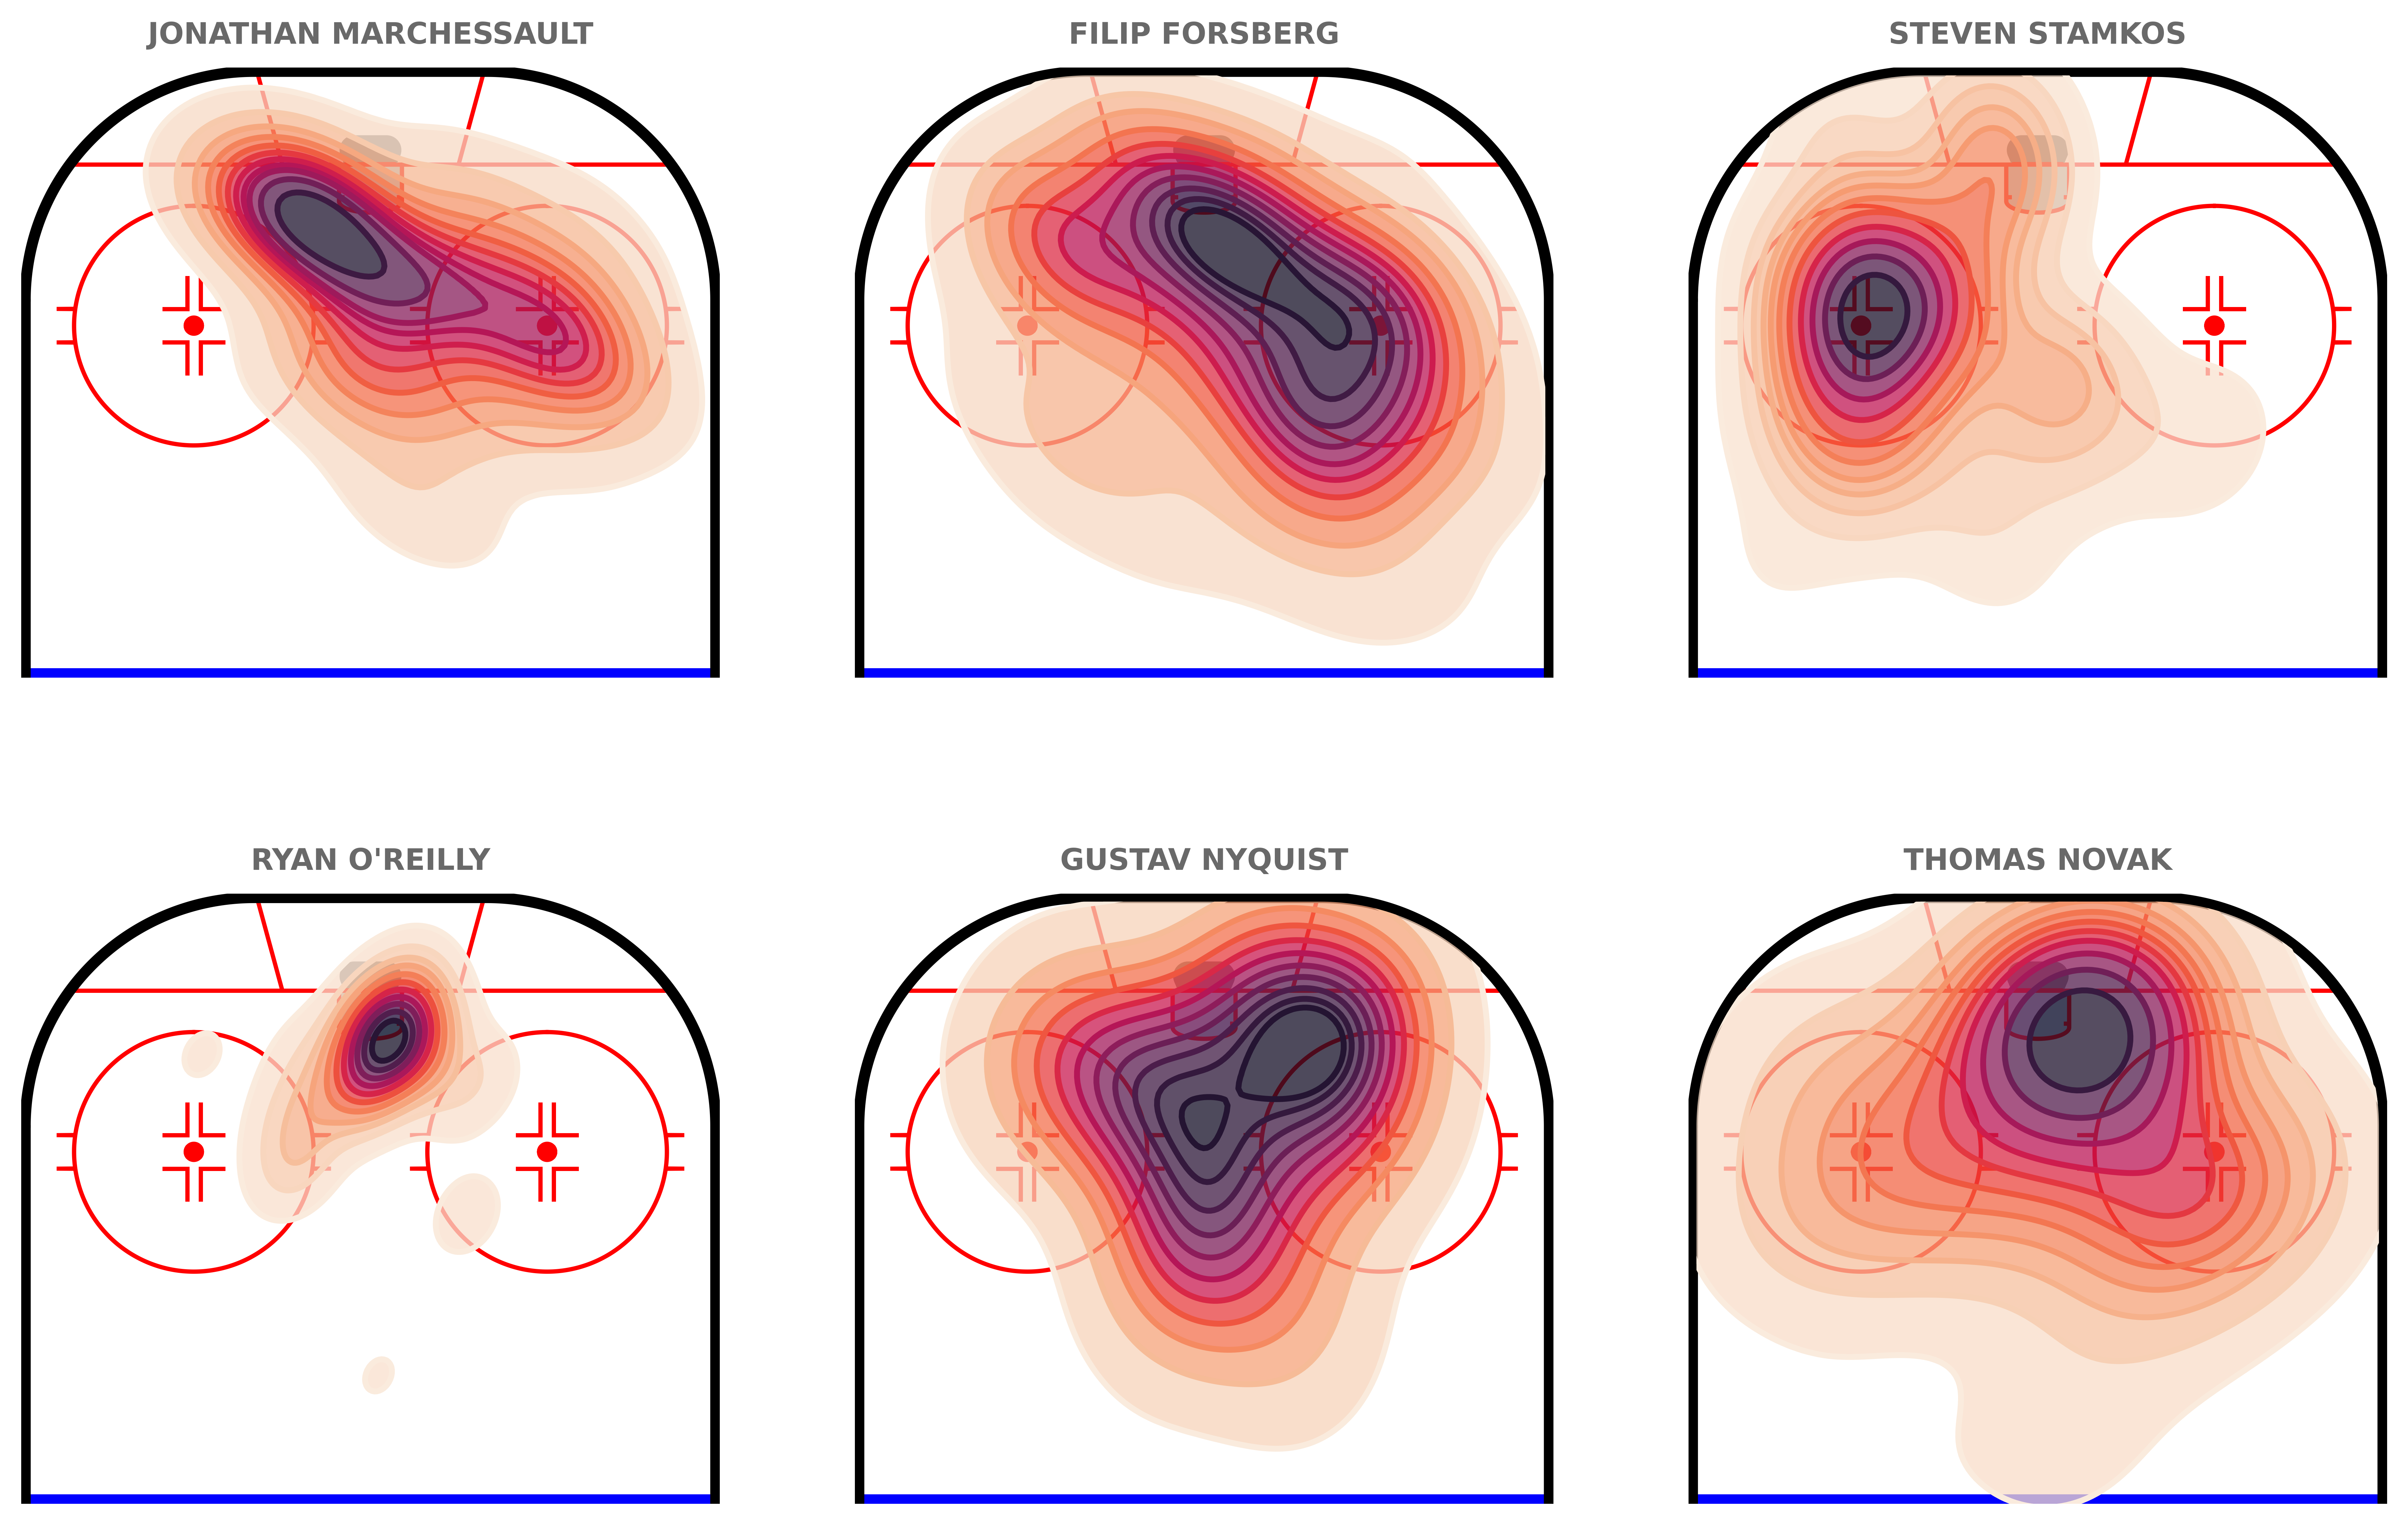 JONATHAN MARCHESSAULT
FILIP FORSBERG
STEVEN STAMKOS
RYAN O'REILLY
GUSTAV NYQUIST
THOMAS NOVAK